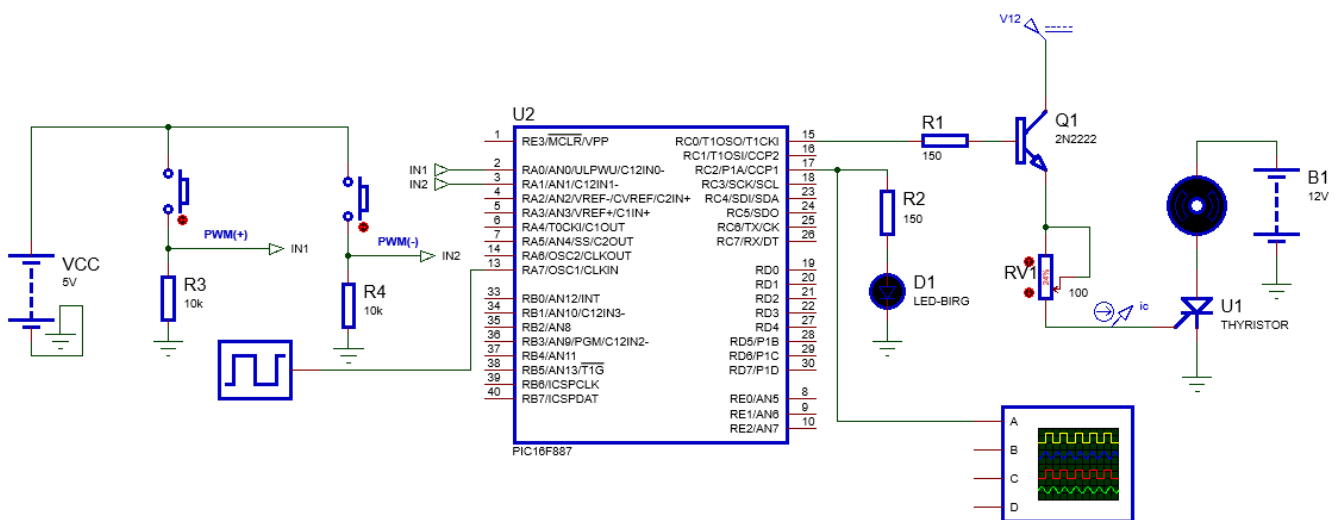 V12
U2
1 RE3/MCLR/VPP
2 RA0/AN0/ULPWU/C12IN0-
3 RA1/AN1/C12IN1-
4 RA2/AN2/VREF-/CVREF/C2IN+
5 RA3/AN3/VREF+/C1IN+
6 RA4/T0CKI/C1OUT
7 RA5/AN4/SS/C2OUT
14 RA6/OSC2/CLKOUT
13 RA7/OSC1/CLKIN
33 RB0/AN12/INT
34 RB1/AN10/C12IN3-
35 RB2/AN8
36 RB3/AN9/PGM/C12IN2-
37 RB4/AN11
38 RB5/AN13/T1G
39 RB6/ICSPCLK
40 RB7/ICSPDAT
RC0/T1OSO/T1CKI 15
RC1/T1OSI/CCP2 16
RC2/P1A/CCP1 17
RC3/SCK/SCL 18
RC4/SDI/SDA 23
RC5/SDO 24
RC6/TX/CK 25
RC7/RX/DT 26
RD0 19
RD1 20
RD2 21
RD3 22
RD4 27
RD5/P1B 28
RD6/P1C 29
RD7/P1D 30
RE0/AN5 8
RE1/AN6 9
RE2/AN7 10
PIC16F887
IN1
IN2
PWM(+)
IN1
PWM(-)
IN2
VCC
5V
R3
10k
R4
10k
R1
150
Q1
2N2222
R2
150
D1
LED-BIRG
RV1
24%
100
ic
U1
THYRISTOR
B1
12V
A
B
C
D